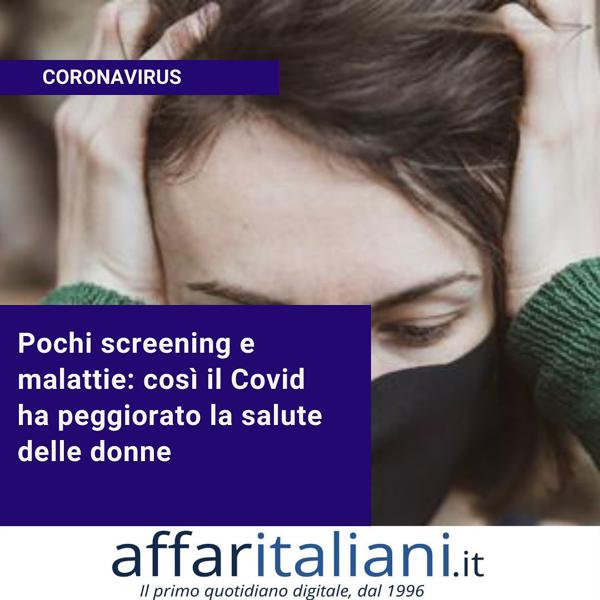 CORONAVIRUS
Pochi screening e
malattie: così il Covid
ha peggiorato la salute
delle donne
affaritaliani.it
Il primo quotidiano digitale, dal 1996